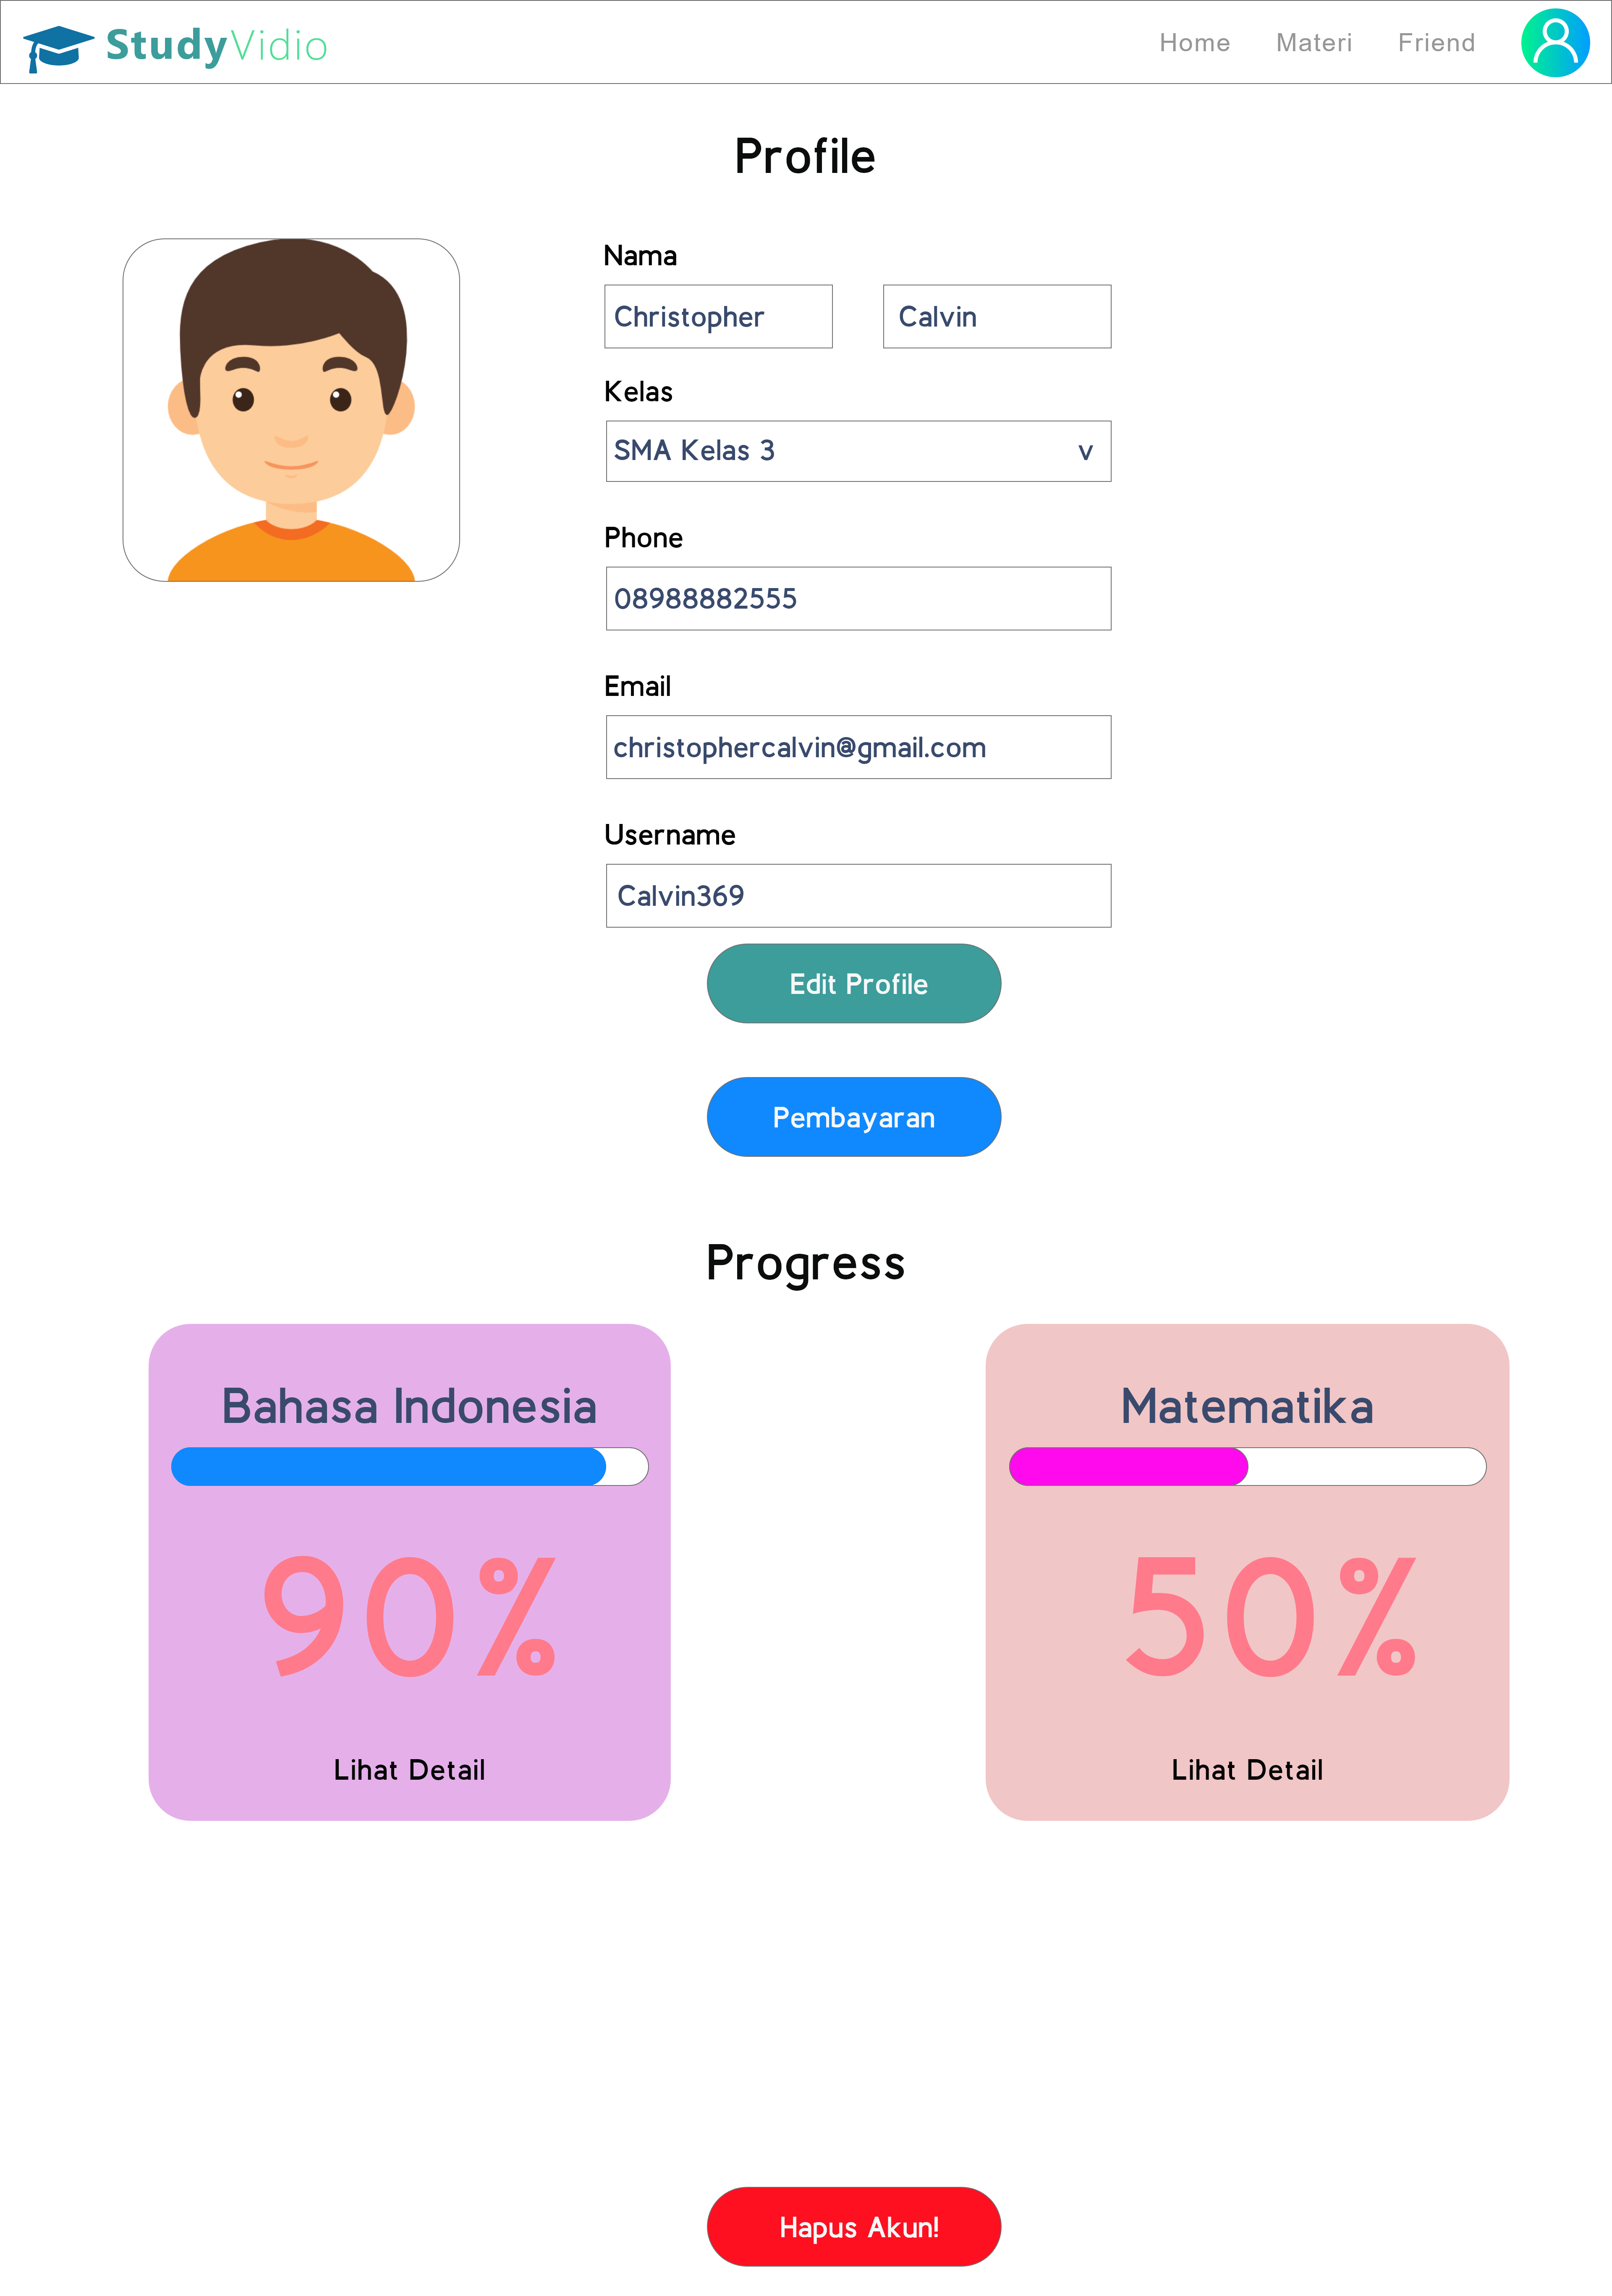 StudyVidio
Home Materi Friend
Profile
Nama
Christopher Calvin
Kelas
SMA Kelas 3 v
Phone
08988882555
Email
christophercalvin@gmail.com
Username
Calvin369
Edit Profile
Pembayaran
Progress
Bahasa Indonesia
90%
Lihat Detail
Matematika
50%
Lihat Detail
Hapus Akun!